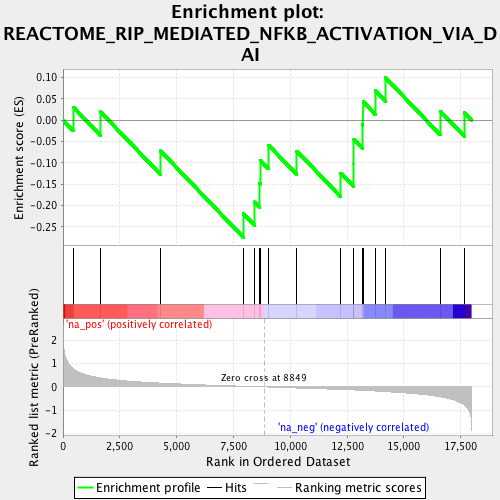 Enrichment plot:
REACTOME_RIP_MEDIATED_NFKB_ACTIVATION_VIA_D
AI
Enrichment score (ES)
0.10
0.05
0.00
-0.05
-0.10
-0.15
-0.20
-0.25
'na_pos' (positively correlated)
Ranked list metric (PreRanked)
2
1
0
-1
-2
Zero cross at 8849
'na_neg' (negatively correlated)
0
2,500
5,000
7,500
10,000
12,500
15,000
17,500
Rank in Ordered Dataset
Enrichment profile
Hits
Ranking metric scores